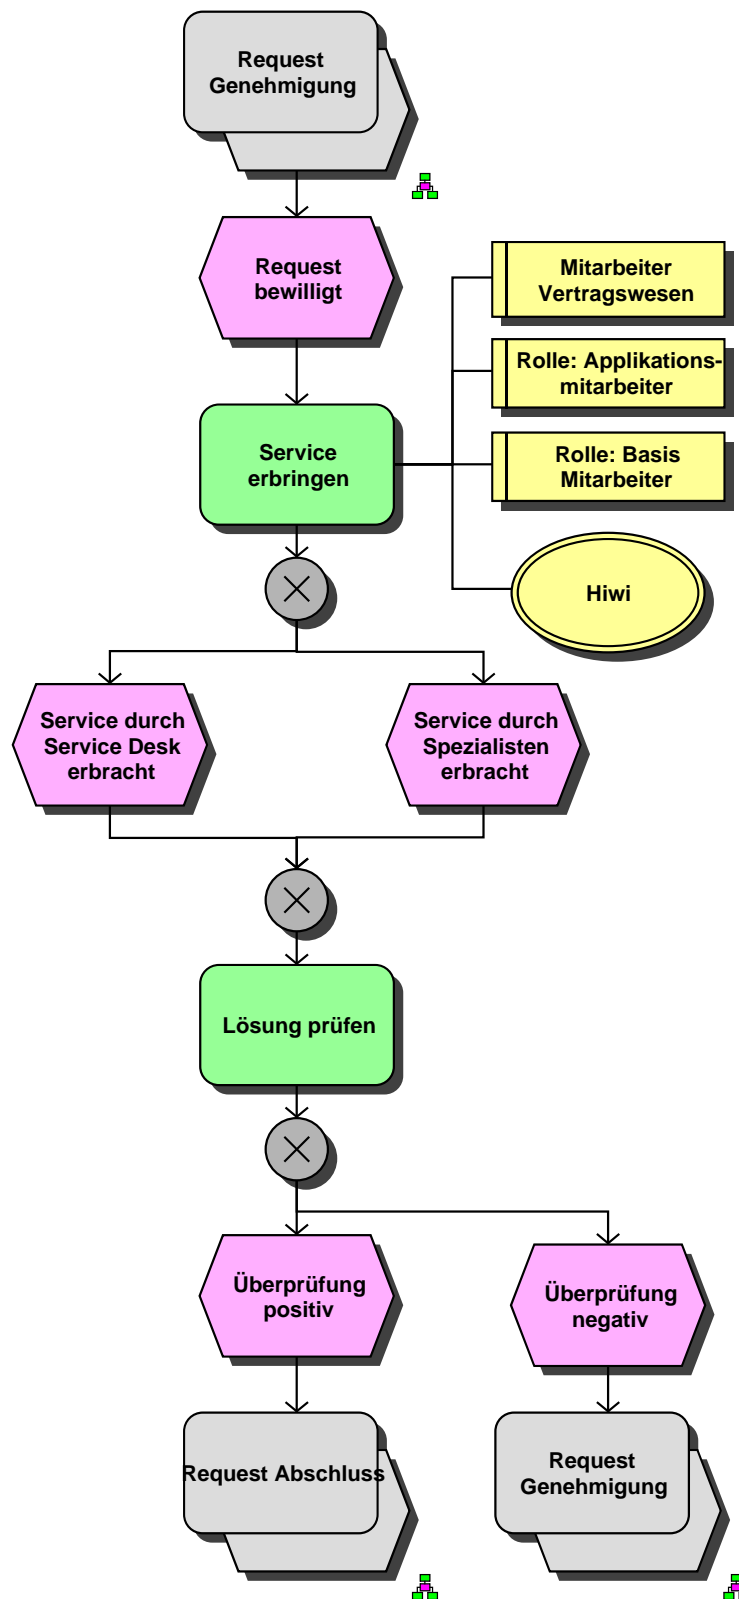 Request
Genehmigung
Request
bewilligt
Mitarbeiter
Vertragswesen
Rolle: Applikations-
mitarbeiter
Service
erbringen
Rolle: Basis
Mitarbeiter
Hiwi
Service durch
Service Desk
erbracht
Service durch
Spezialisten
erbracht
Lösung prüfen
Überprüfung
positiv
Überprüfung
negativ
Request Abschluss
Request
Genehmigung